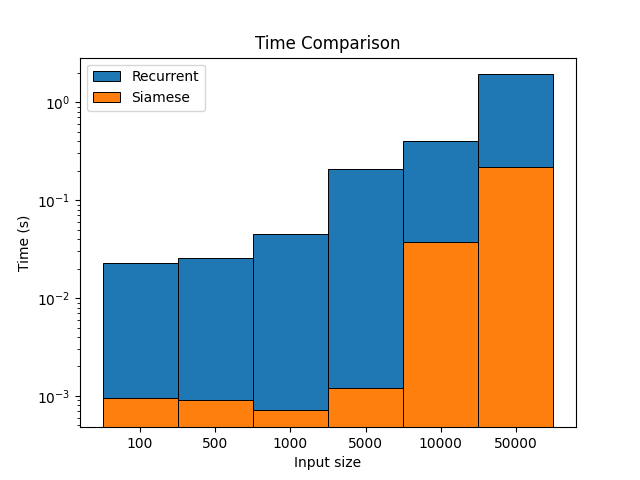 Time Comparison
Recurrent
Siamese
10⁰
10⁻¹
10⁻²
10⁻³
Time (s)
100 500 1000 5000 10000 50000
Input size